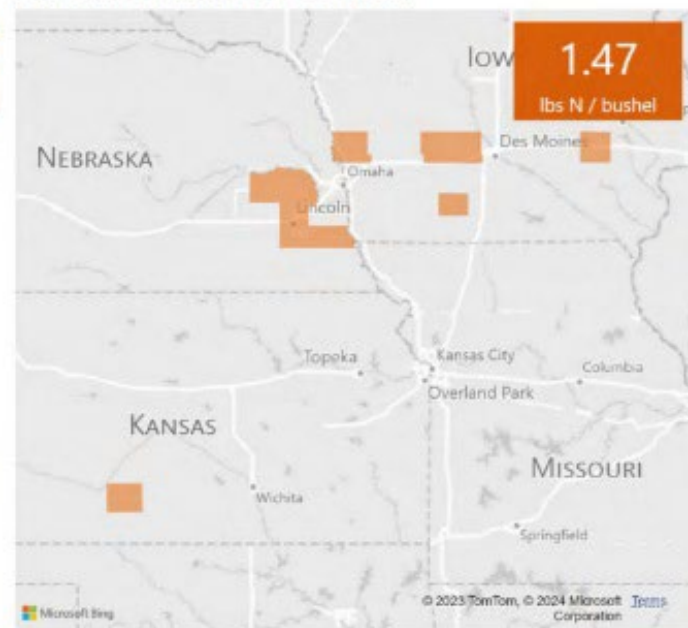 Iow
1.47
lbs N / bushel
NEBRASKA
Des Moines
Omaha
Lincoln
Topeka
Kansas City
Columbia
Overland Park
KANSAS
MISSOURI
Wichita
Springfield
Microsoft Bing
© 2023 TomTom, © 2024 Microsoft Corporation Terms